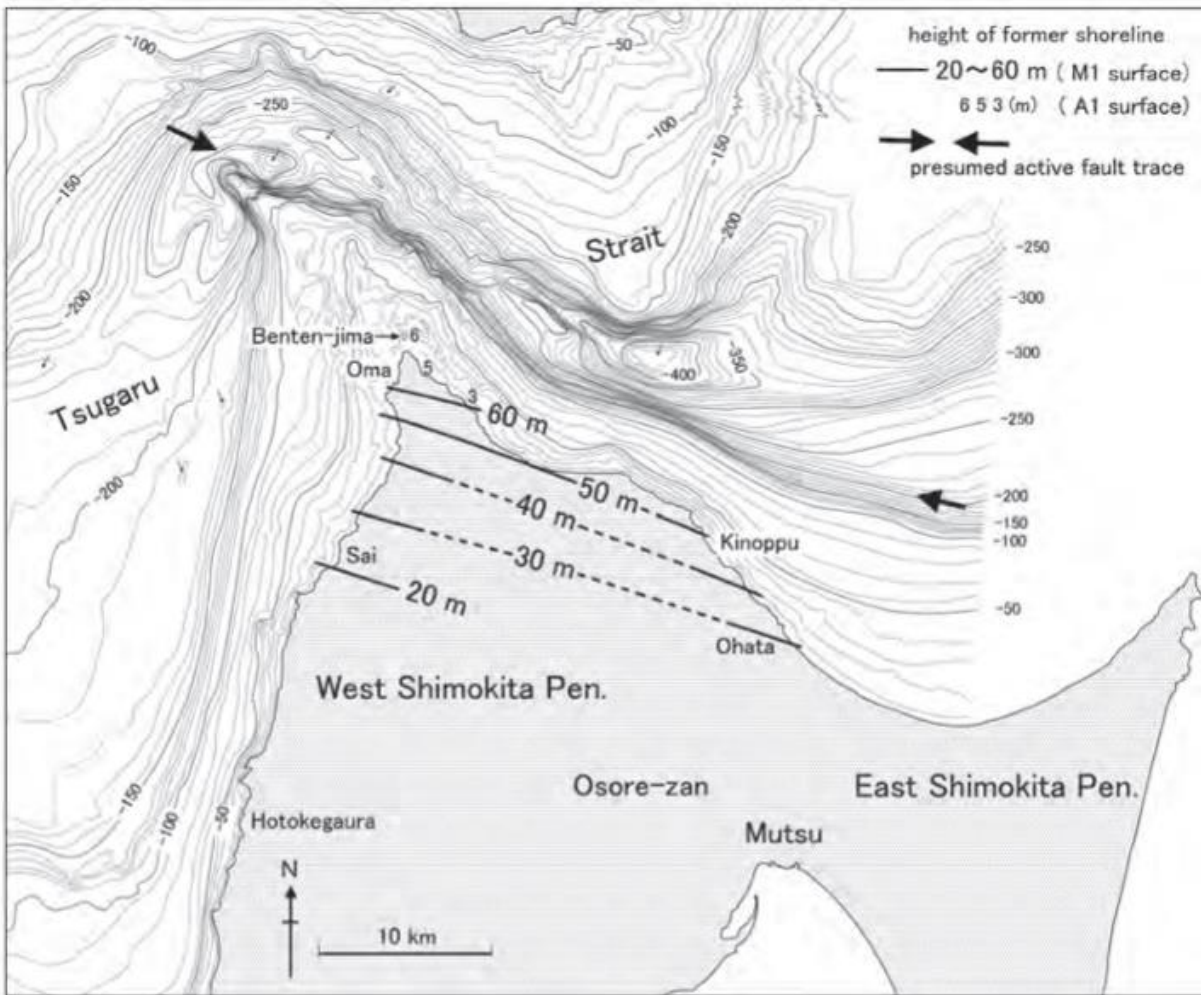 height of former shoreline
20～60 m ( M1 surface)
6 5 3 (m) ( A1 surface)
presumed active fault trace
-100
-50
-250
-100
-150
-150
-200
-200
-250
-300
-300
-350
-400
-250
-200
-150
-100
-50
Strait
Tsugaru
-200
Benten-jima
6
Oma
5
3
60 m
50 m
40 m
30 m
20 m
Kinoppu
Sai
Ohata
West Shimokita Pen.
Osore-zan
East Shimokita Pen.
Mutsu
-150
-100
-50
Hotokegaura
N
10 km